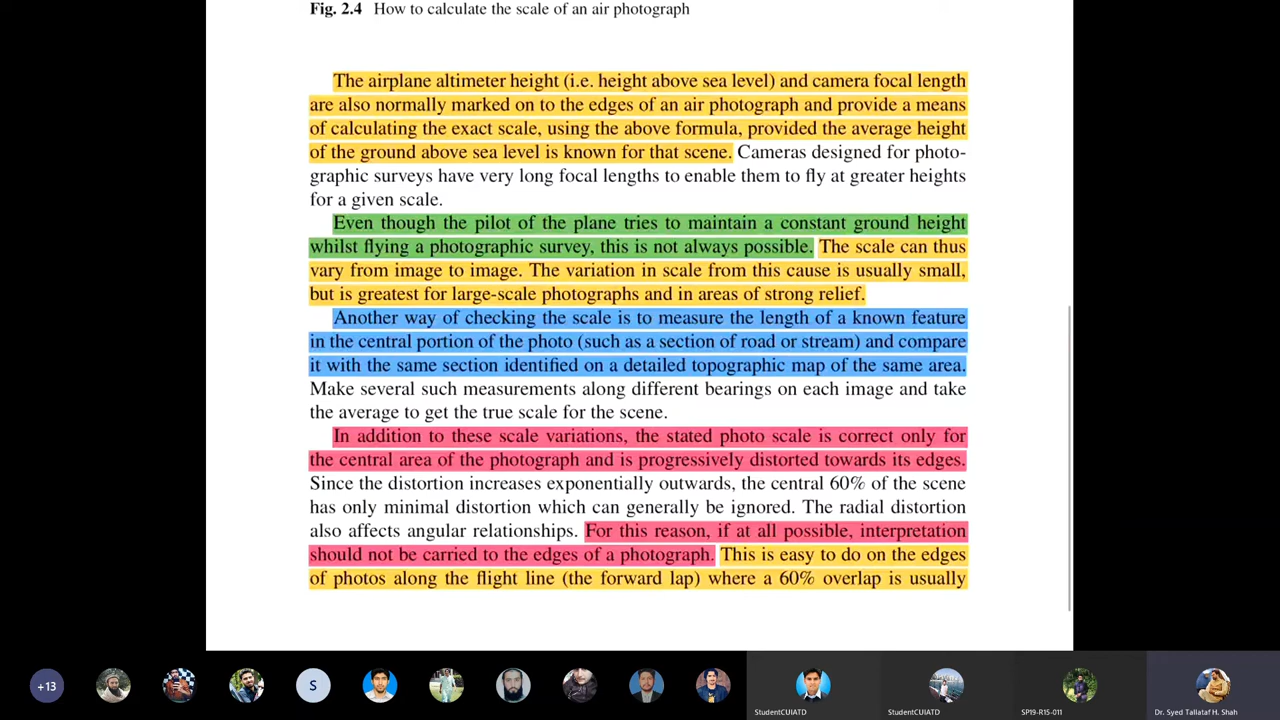 Fig. 2.4 How to calculate the scale of an air photograph
The airplane altimeter height (i.e. height above sea level) and camera focal length
are also normally marked on to the edges of an air photograph and provide a means
of calculating the exact scale, using the above formula, provided the average height
of the ground above sea level is known for that scene. Cameras designed for photo-
graphic surveys have very long focal lengths to enable them to fly at greater heights
for a given scale.
Even though the pilot of the plane tries to maintain a constant ground height
whilst flying a photographic survey, this is not always possible. The scale can thus
vary from image to image. The variation in scale from this cause is usually small,
but is greatest for large-scale photographs and in areas of strong relief.
Another way of checking the scale is to measure the length of a known feature
in the central portion of the photo (such as a section of road or stream) and compare
it with the same section identified on a detailed topographic map of the same area.
Make several such measurements along different bearings on each image and take
the average to get the true scale for the scene.
In addition to these scale variations, the stated photo scale is correct only for
the central area of the photograph and is progressively distorted towards its edges.
Since the distortion increases exponentially outwards, the central 60% of the scene
has only minimal distortion which can generally be ignored. The radial distortion
also affects angular relationships. For this reason, if at all possible, interpretation
should not be carried to the edges of a photograph. This is easy to do on the edges
of photos along the flight line (the forward lap) where a 60% overlap is usually
+13
S
StudentCUIATD
StudentCUIATD
SP19-R15-011
Dr. Syed Tallataf H. Shah